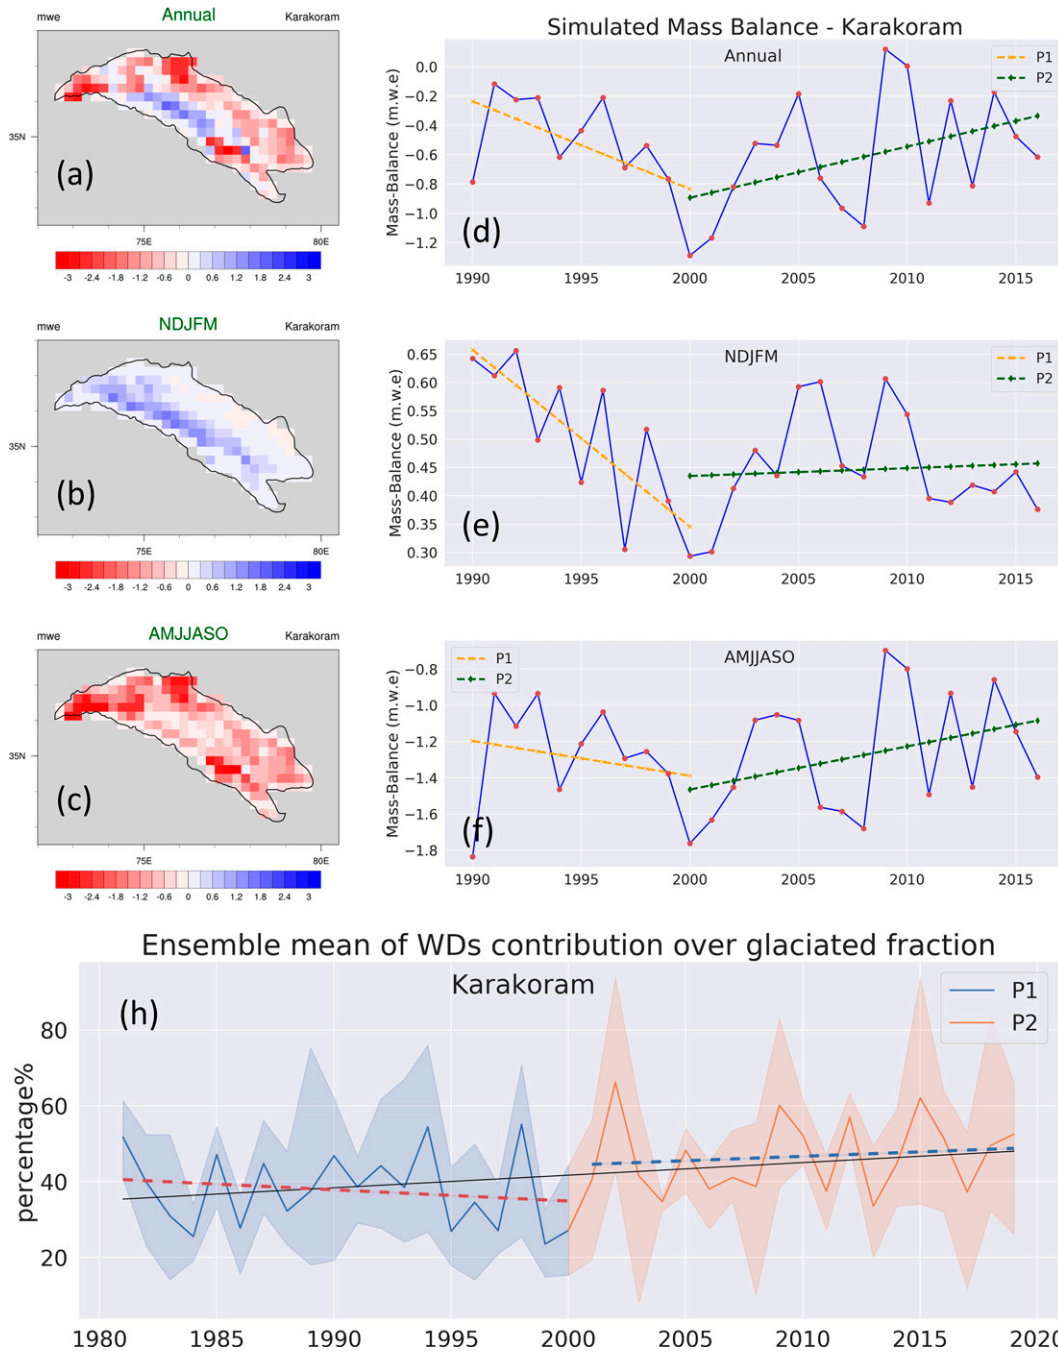 mwe Annual Karakoram
35N
(a)
75E 80E
-3 -2.4 -1.8 -1.2 -0.6 0 0.6 1.2 1.8 2.4 3
mwe NDJFM Karakoram
35N
(b)
75E 80E
-3 -2.4 -1.8 -1.2 -0.6 0 0.6 1.2 1.8 2.4 3
mwe AMJJASO Karakoram
35N
(c)
75E 80E
-3 -2.4 -1.8 -1.2 -0.6 0 0.6 1.2 1.8 2.4 3
Simulated Mass Balance - Karakoram
Annual
P1
P2
Mass-Balance (m.w.e)
0.0
−0.2
−0.4
−0.6
−0.8
−1.0
−1.2
(d)
1990 1995 2000 2005 2010 2015
NDJFM
P1
P2
Mass-Balance (m.w.e)
0.65
0.60
0.55
0.50
0.45
0.40
0.35
0.30
(e)
1990 1995 2000 2005 2010 2015
AMJJASO
P1
P2
Mass-Balance (m.w.e)
−0.8
−1.0
−1.2
−1.4
−1.6
−1.8
(f)
1990 1995 2000 2005 2010 2015
Ensemble mean of WDs contribution over glaciated fraction
Karakoram
(h)
P1
P2
percentage%
80
60
40
20
1980 1985 1990 1995 2000 2005 2010 2015 2020